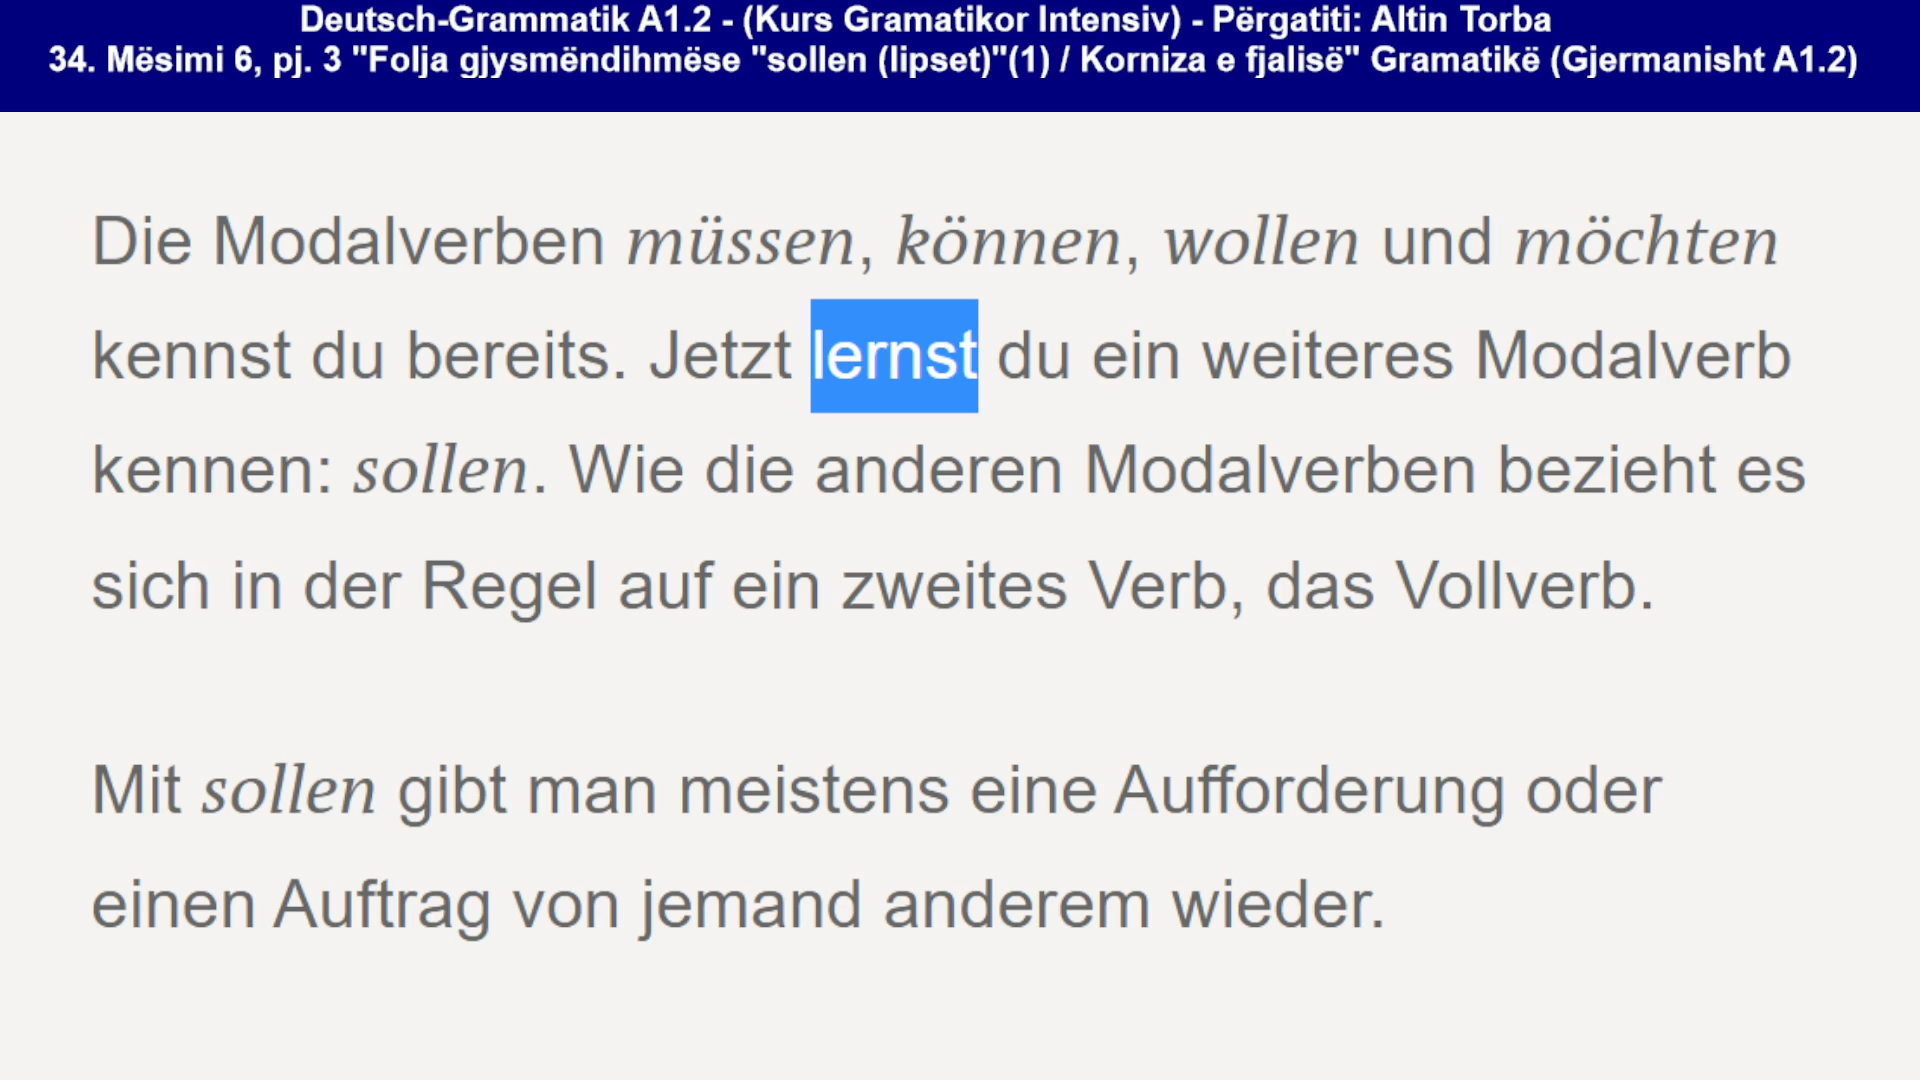 Deutsch-Grammatik A1.2 - (Kurs Gramatikor Intensiv) - Përgatiti: Altin Torba
34. Mësimi 6, pj. 3 "Folja gjysmëndihmëse "sollen (lipset)"(1) / Korniza e fjalisë" Gramatikë (Gjermanisht A1.2)
Die Modalverben müssen, können, wollen und möchten
kennst du bereits. Jetzt lernst du ein weiteres Modalverb
kennen: sollen. Wie die anderen Modalverben bezieht es
sich in der Regel auf ein zweites Verb, das Vollverb.
Mit sollen gibt man meistens eine Aufforderung oder
einen Auftrag von jemand anderem wieder.